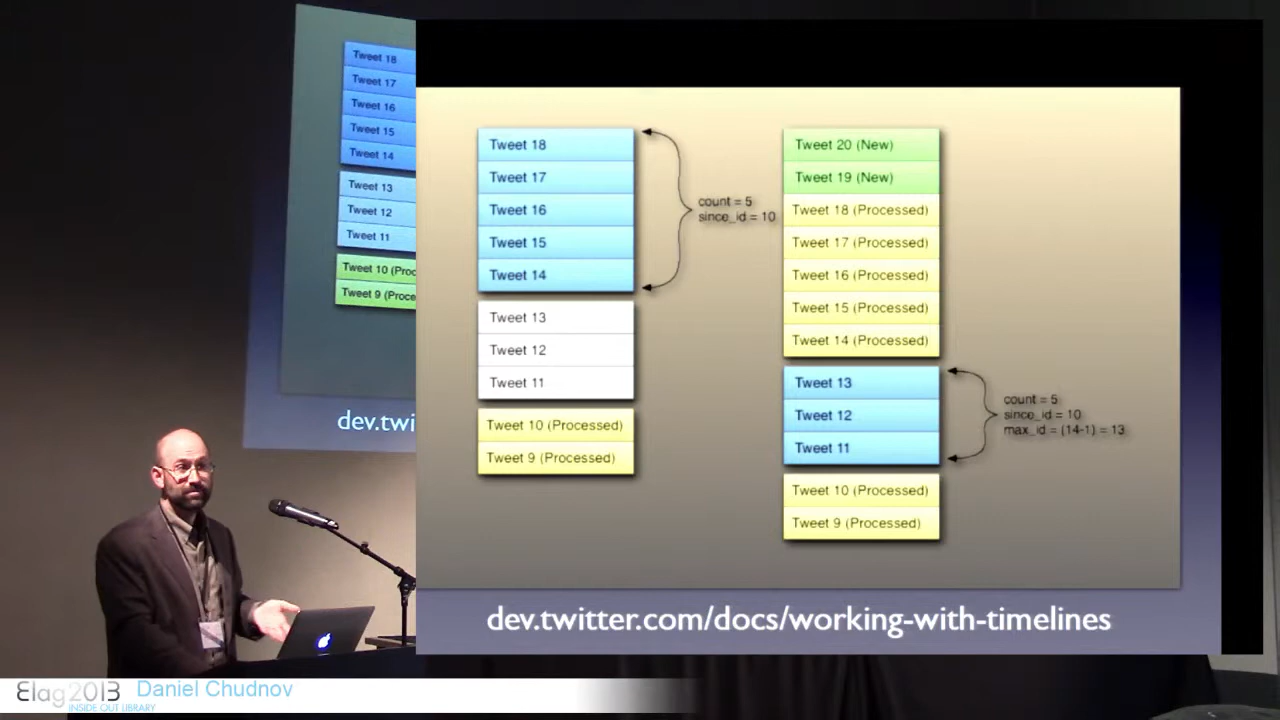 Tweet 18
Tweet 17
Tweet 16
Tweet 15
Tweet 14
Tweet 13
Tweet 12
Tweet 11
Tweet 10 (Proc
Tweet 9 (Proce
dev.twi
Tweet 18
Tweet 17
Tweet 16
Tweet 15
Tweet 14
count = 5
since_id = 10
Tweet 13
Tweet 12
Tweet 11
Tweet 10 (Processed)
Tweet 9 (Processed)
Tweet 20 (New)
Tweet 19 (New)
Tweet 18 (Processed)
Tweet 17 (Processed)
Tweet 16 (Processed)
Tweet 15 (Processed)
Tweet 14 (Processed)
Tweet 13
Tweet 12
Tweet 11
count = 5
since_id = 10
max_id = (14-1) = 13
Tweet 10 (Processed)
Tweet 9 (Processed)
dev.twitter.com/docs/working-with-timelines
Elag2013 Daniel Chudnov
INSIDE OUT LIBRARY